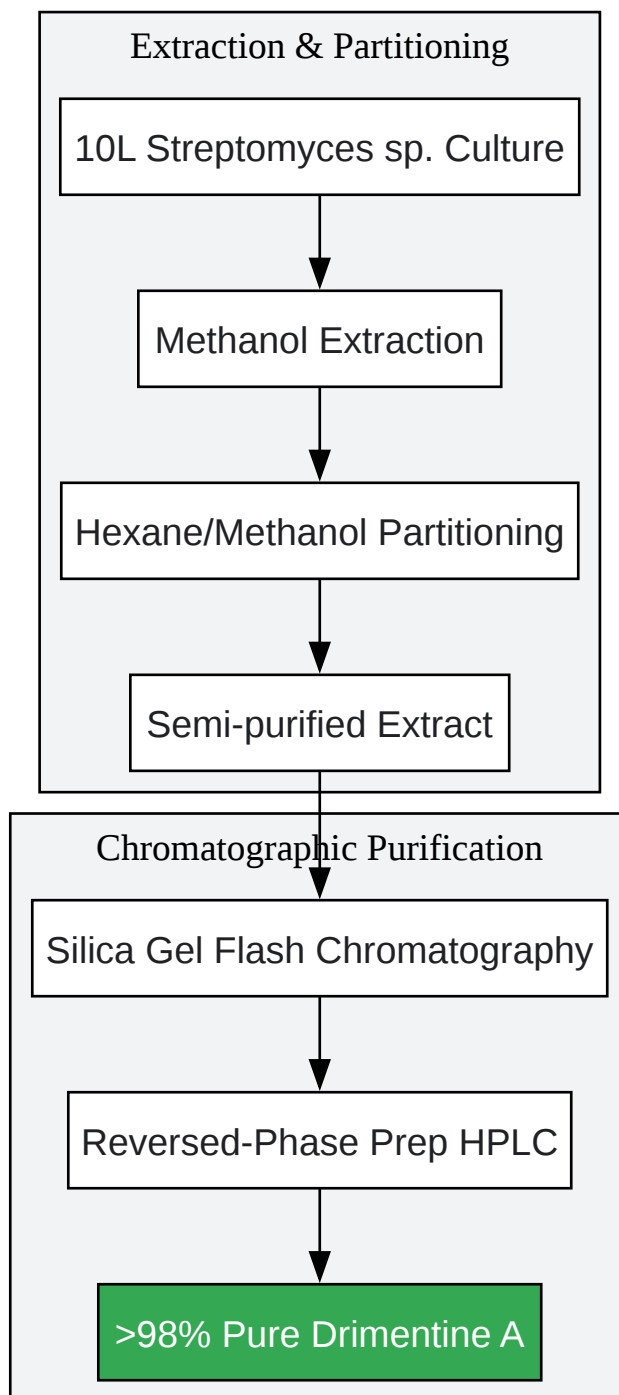 Extraction & Partitioning
10L Streptomyces sp. Culture
Methanol Extraction
Hexane/Methanol Partitioning
Semi-purified Extract
Chromatographic Purification
Silica Gel Flash Chromatography
Reversed-Phase Prep HPLC
>98% Pure Drimentine A